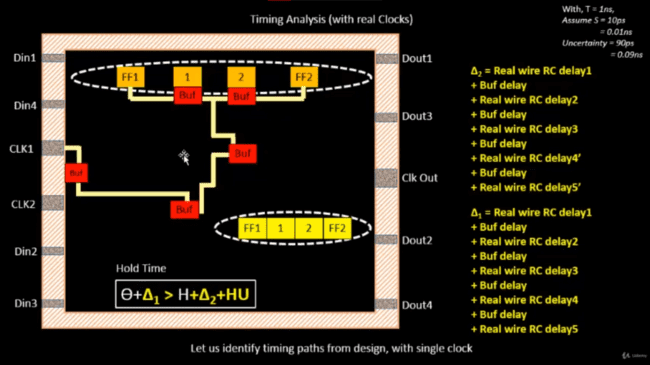 Timing Analysis (with real Clocks)
With, T = 1ns,
Assume S = 10ps
= 0.01ns
Uncertainty = 90ps
= 0.09ns
Din1
Din4
CLK1
CLK2
Din2
Din3
FF1
1
2
FF2
Buf
Buf
Buf
Buf
Buf
FF1
1
2
FF2
Hold Time
Θ+Δ1 > H+Δ2+HU
Dout1
Dout3
Clk Out
Dout2
Dout4
Δ2 = Real wire RC delay1
+ Buf delay
+ Real wire RC delay2
+ Buf delay
+ Real wire RC delay3
+ Buf delay
+ Real wire RC delay4’
+ Buf delay
+ Real wire RC delay5’
Δ1 = Real wire RC delay1
+ Buf delay
+ Real wire RC delay2
+ Buf delay
+ Real wire RC delay3
+ Buf delay
+ Real wire RC delay4
+ Buf delay
+ Real wire RC delay5
Let us identify timing paths from design, with single clock
Udemy